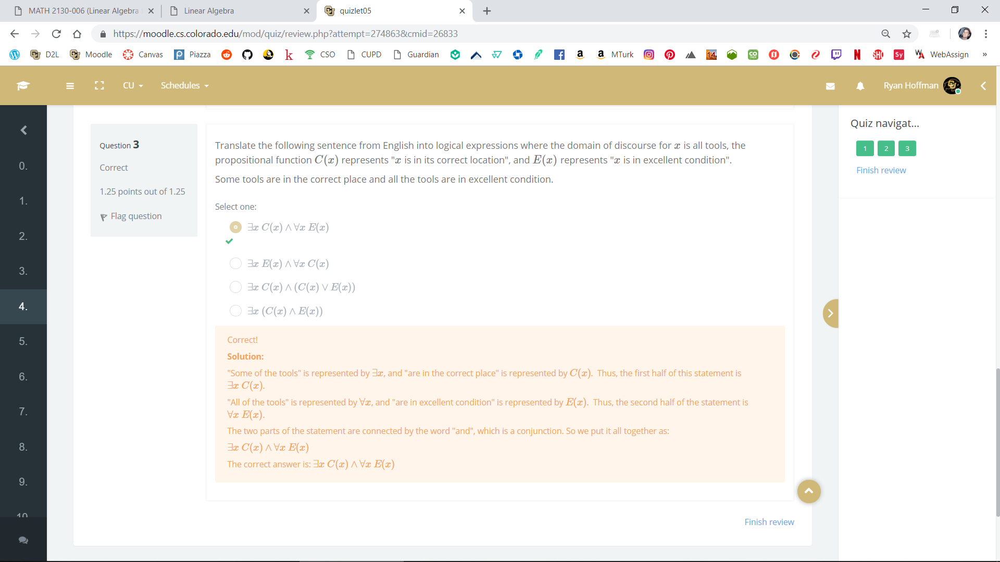 MATH 2130-006 (Linear Algebra
Linear Algebra
quizlet05
https://moodle.cs.colorado.edu/mod/quiz/review.php?attempt=274863&cmid=26833
D2L Moodle Canvas Piazza CSO CUPD Guardian MTurk WebAssign »
CU Schedules Ryan Hoffman
0.
1.
2.
3.
4.
5.
6.
7.
8.
9.
10
Question 3
Correct
1.25 points out of 1.25
Flag question
Translate the following sentence from English into logical expressions where the domain of discourse for x is all tools, the
propositional function C(x) represents "x is in its correct location", and E(x) represents "x is in excellent condition".
Some tools are in the correct place and all the tools are in excellent condition.
Select one:
∃x C(x) ∧ ∀x E(x)
∃x E(x) ∧ ∀x C(x)
∃x C(x) ∧ (C(x) ∨ E(x))
∃x (C(x) ∧ E(x))
Correct!
Solution:
"Some of the tools" is represented by ∃x, and "are in the correct place" is represented by C(x). Thus, the first half of this statement is
∃x C(x).
"All of the tools" is represented by ∀x, and "are in excellent condition" is represented by E(x). Thus, the second half of the statement is
∀x E(x).
The two parts of the statement are connected by the word "and", which is a conjunction. So we put it all together as:
∃x C(x) ∧ ∀x E(x)
The correct answer is: ∃x C(x) ∧ ∀x E(x)
Finish review
Quiz navigat...
1 2 3
Finish review